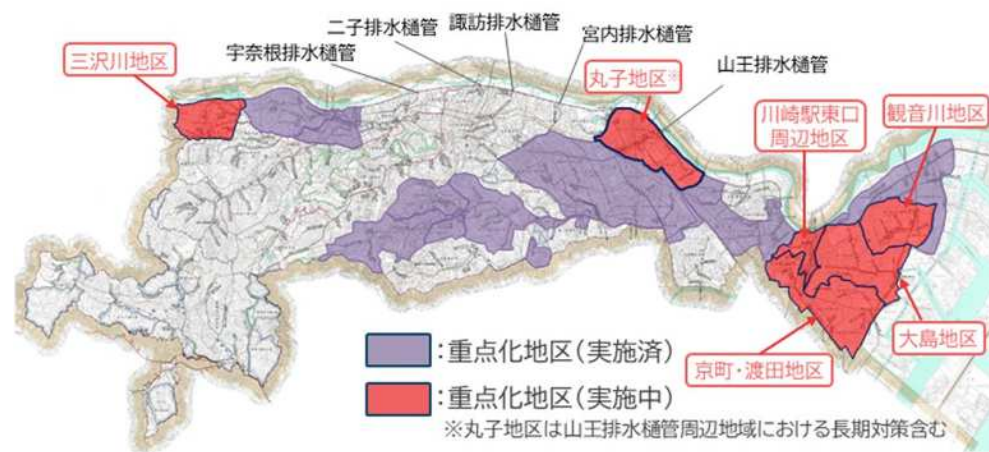 二子排水樋管
諏訪排水樋管
宮内排水樋管
宇奈根排水樋管
山王排水樋管
三沢川地区
丸子地区※
川崎駅東口
周辺地区
観音川地区
大島地区
京町・渡田地区
:重点化地区(実施済)
:重点化地区(実施中)
※丸子地区は山王排水樋管周辺地域における長期対策含む